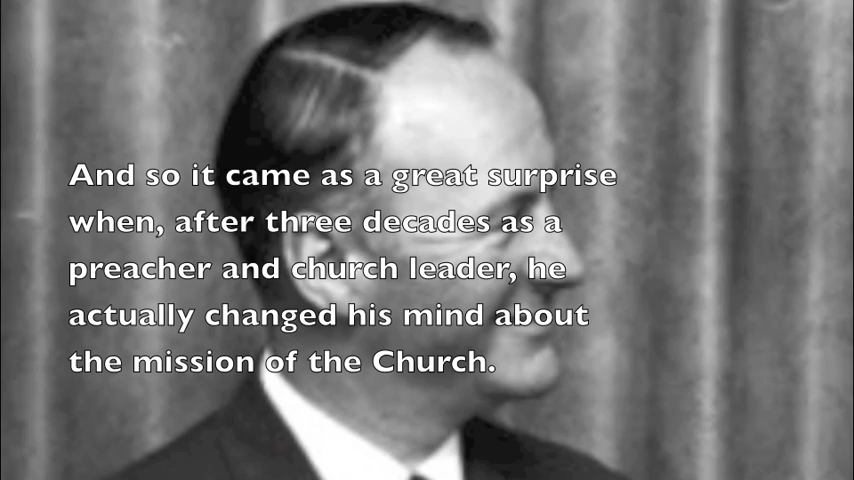 And so it came as a great surprise
when, after three decades as a
preacher and church leader, he
actually changed his mind about
the mission of the Church.